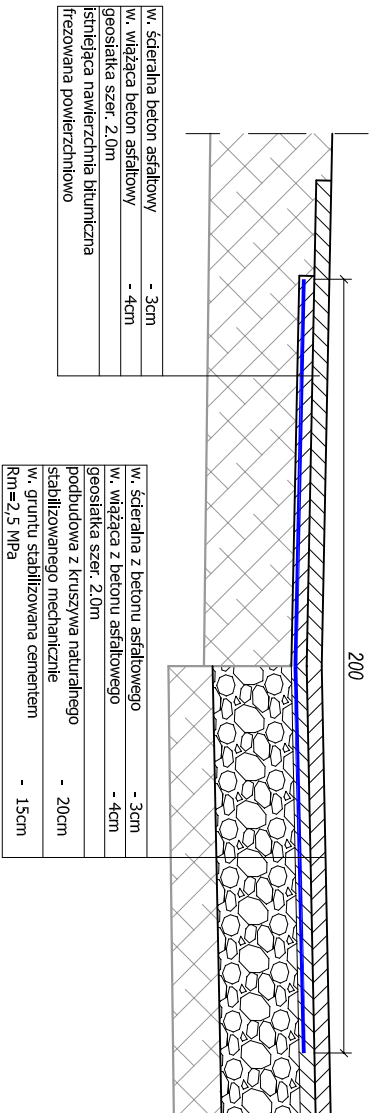 200
w. ścieralna beton asfaltowy - 3cm
w. wiążąca beton asfaltowy - 4cm
geosiatka szer. 2.0m
istniejąca nawierzchnia bitumiczna
frezowana powierzchniowo
w. ścieralna z betonu asfaltowego - 3cm
w. wiążąca z betonu asfaltowego - 4cm
geosiatka szer. 2.0m
podbudowa z kruszywa naturalnego
stabilizowanego mechanicznie - 20cm
w. gruntu stabilizowana cementem
Rm=2,5 MPa - 15cm